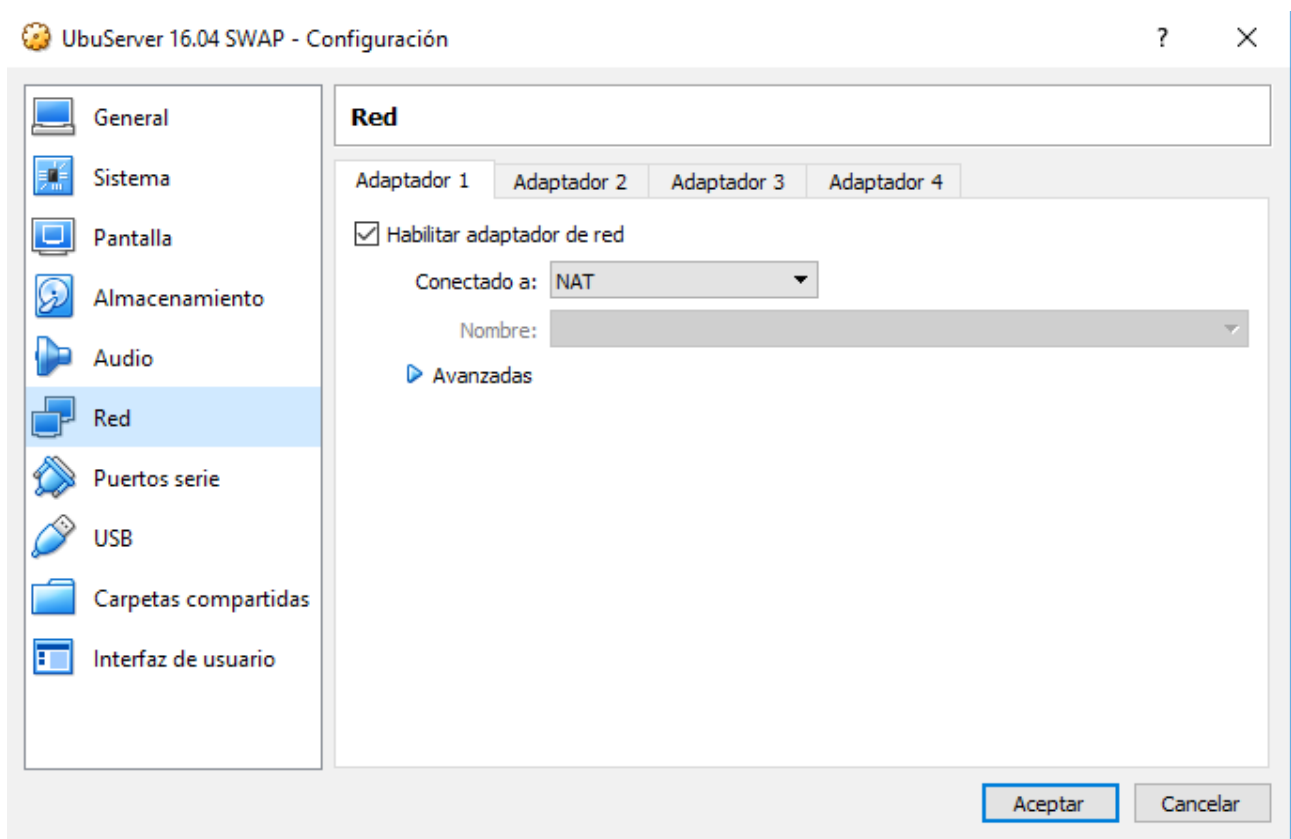 UbuServer 16.04 SWAP - Configuración ?
General
Sistema
Pantalla
Almacenamiento
Audio
Red
Puertos serie
USB
Carpetas compartidas
Interfaz de usuario
Red
Adaptador 1 Adaptador 2 Adaptador 3 Adaptador 4
Habilitar adaptador de red
Conectado a: NAT
Nombre:
Avanzadas
Aceptar Cancelar